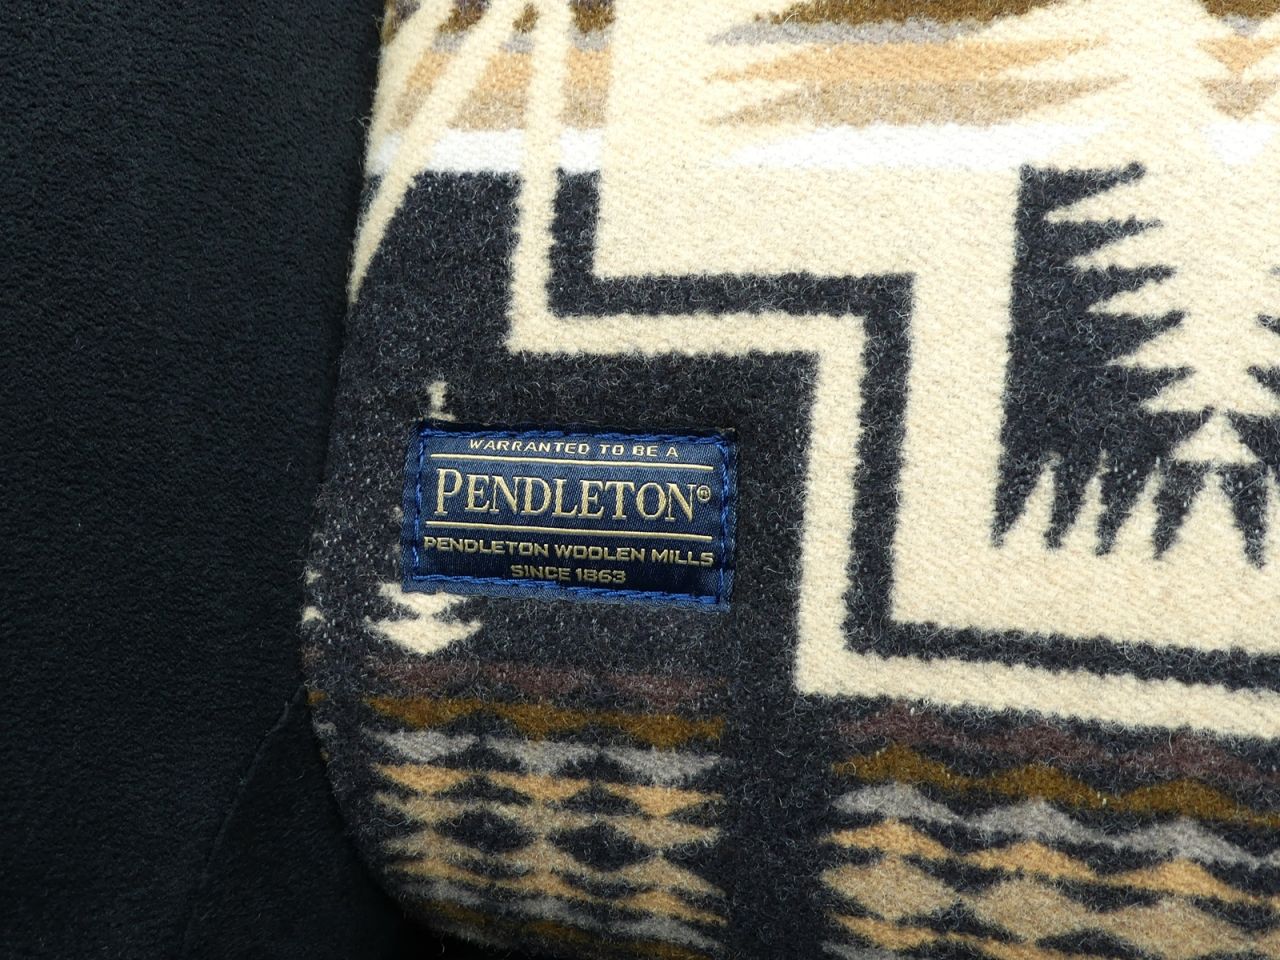 WARRANTED TO BE A
PENDLETON®
PENDLETON WOOLEN MILLS
SINCE 1863